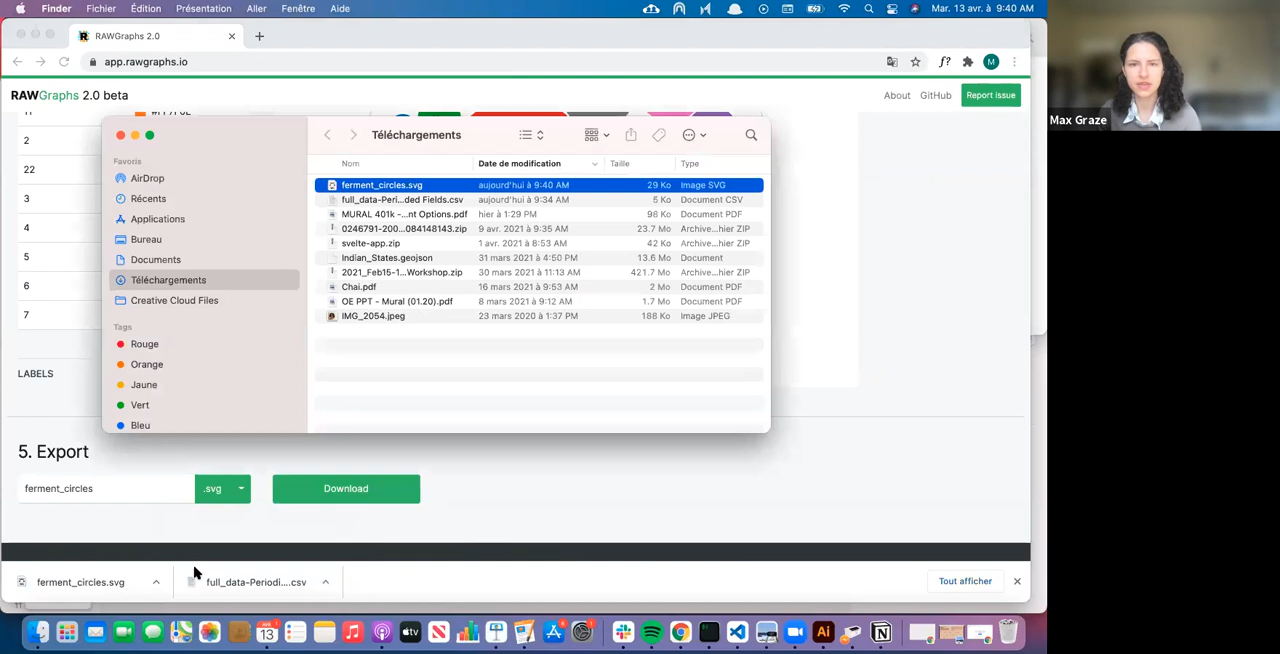 Finder Fichier Édition Présentation Aller Fenêtre Aide Mar. 13 avr. à 9:40 AM
RAWGraphs 2.0
app.rawgraphs.io
f?
M
RAWGraphs 2.0 beta
About GitHub Report issue
2
22
3
4
5
6
7
LABELS
Téléchargements
Favoris
AirDrop
Récents
Applications
Bureau
Documents
Téléchargements
Creative Cloud Files
Tags
Rouge
Orange
Jaune
Vert
Bleu
Nom Date de modification Taille Type
ferment_circles.svg aujourd'hui à 9:40 AM 29 Ko Image SVG
full_data-Peri...ded Fields.csv aujourd'hui à 9:34 AM 5 Ko Document CSV
MURAL 401k -...nt Options.pdf hier à 1:29 PM 96 Ko Document PDF
0246791-200...084148143.zip 9 avr. 2021 à 9:35 AM 23.7 Mo Archive...hier ZIP
svelte-app.zip 1 avr. 2021 à 8:53 AM 42 Ko Archive...hier ZIP
Indian_States.geojson 31 mars 2021 à 4:50 PM 13.6 Mo Document
2021_Feb15-1...Workshop.zip 30 mars 2021 à 11:13 AM 421.7 Mo Archive...hier ZIP
Chai.pdf 16 mars 2021 à 9:53 AM 2 Mo Document PDF
OE PPT - Mural (01.20).pdf 8 mars 2021 à 9:12 AM 1.7 Mo Document PDF
IMG_2054.jpeg 23 mars 2020 à 1:37 PM 188 Ko Image JPEG
5. Export
ferment_circles .svg Download
ferment_circles.svg full_data-Periodi....csv Tout afficher
AVR.
13
tv
Ai
Max Graze